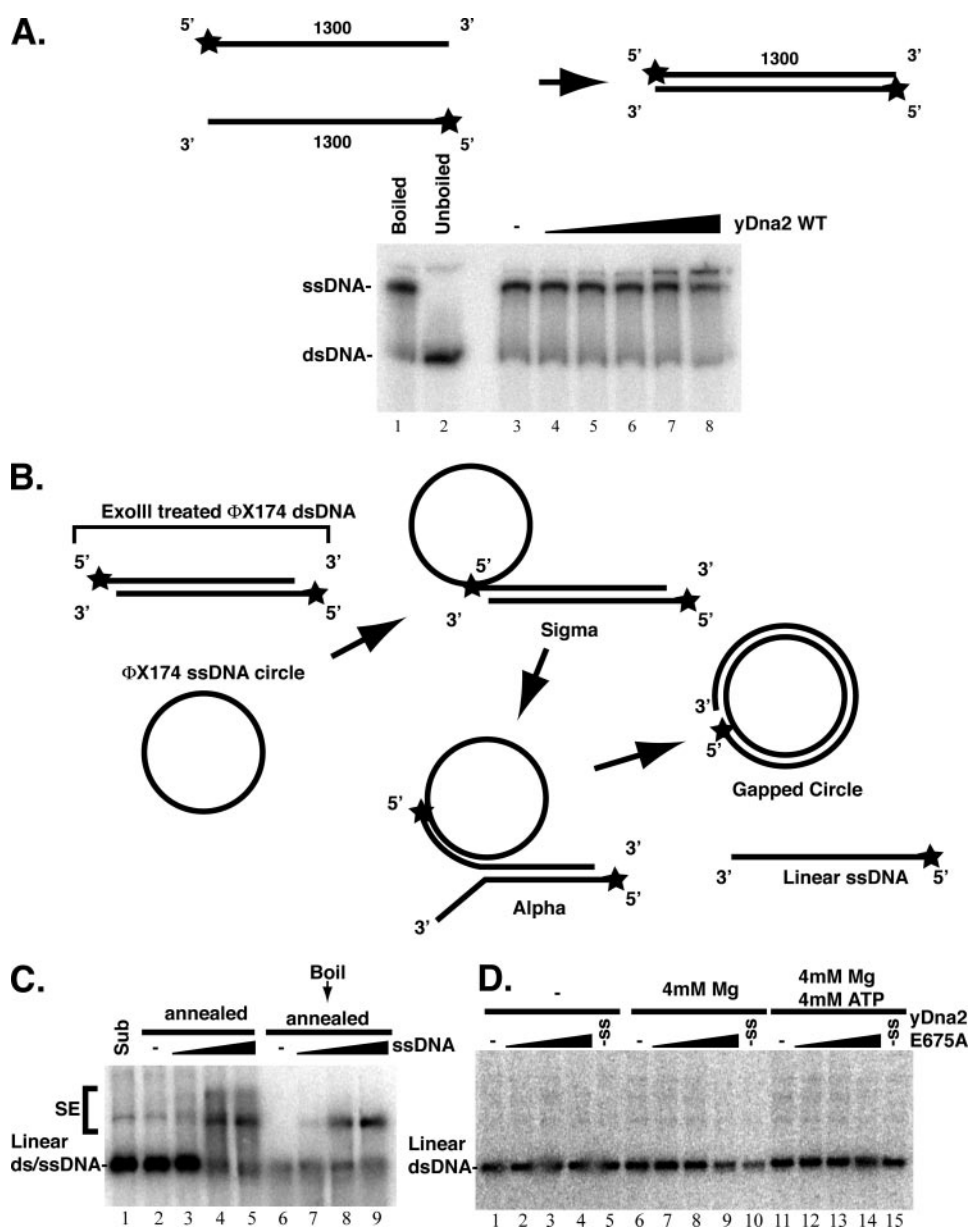 A.
5' 1300 3'
3' 1300 5'
5' 1300 3'
3' 5'
Boiled
Unboiled
- yDna2 WT
ssDNA-
dsDNA-
1 2 3 4 5 6 7 8
B.
ExoIII treated ΦX174 dsDNA
5' 3'
3' 5'
ΦX174 ssDNA circle
5' 3'
3' 5'
Sigma
5' 3'
3' 5'
Alpha
3'
5'
Gapped Circle
3' 5'
Linear ssDNA
C.
Boil
Sub
annealed annealed
- - ssDNA
SE
Linear
ds/ssDNA-
1 2 3 4 5 6 7 8 9
D.
- 4mM Mg 4mM Mg
4mM ATP
yDna2
E675A
- -ss - -ss - -ss
Linear
dsDNA-
1 2 3 4 5 6 7 8 9 10 11 12 13 14 15